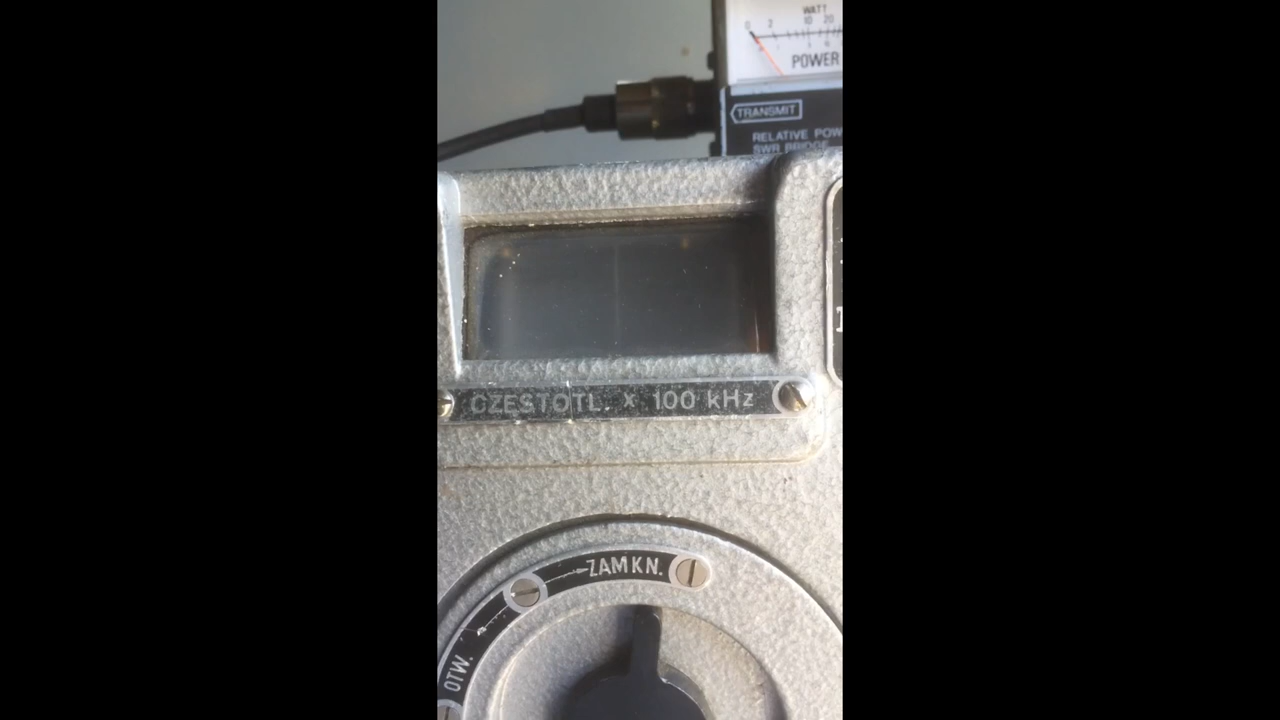 WATT
0 2 10 20
POWER
TRANSMIT
RELATIVE POW
SWR BRIDGE
CZĘSTOTL. x 100 kHz
ZAMKN.
OTW.